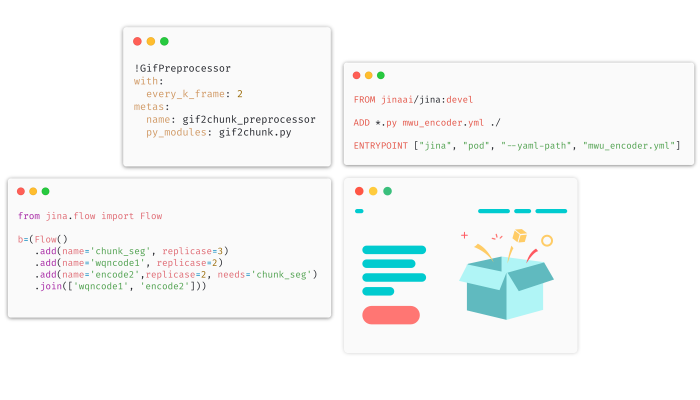 !GifPreprocessor
with:
every_k_frame: 2
metas:
name: gif2chunk_preprocessor
py_modules: gif2chunk.py
FROM jinaai/jina:devel
ADD *.py mwu_encoder.yml ./
ENTRYPOINT ["jina", "pod", "--yaml-path", "mwu_encoder.yml"]
from jina.flow import Flow
b=(Flow()
.add(name='chunk_seg', replicase=3)
.add(name='wqncode1', replicase=2)
.add(name='encode2',replicase=2, needs='chunk_seg')
.join(['wqncode1', 'encode2']))